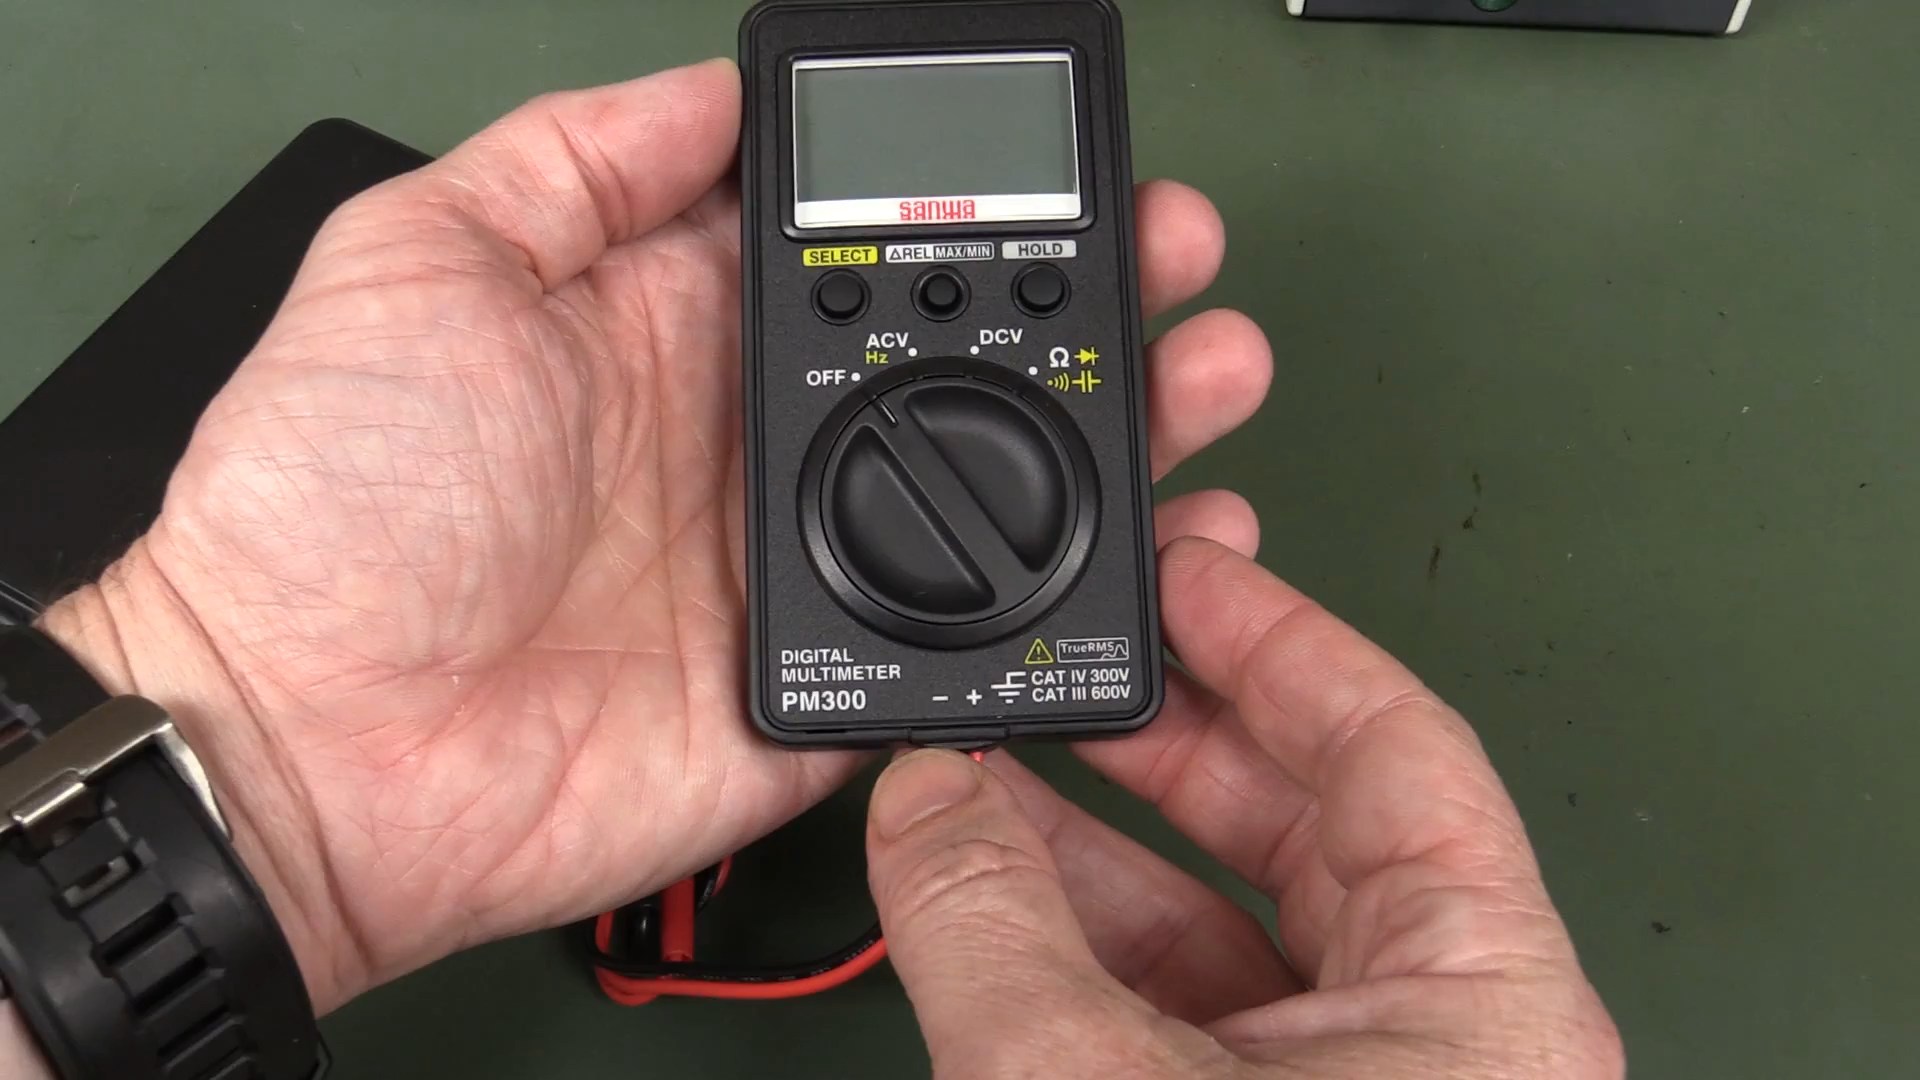 sanwa
SELECT
△REL MAX/MIN
HOLD
ACV
Hz
DCV
OFF
Ω
DIGITAL
MULTIMETER
PM300
TrueRMS
CAT IV 300V
CAT III 600V
− +